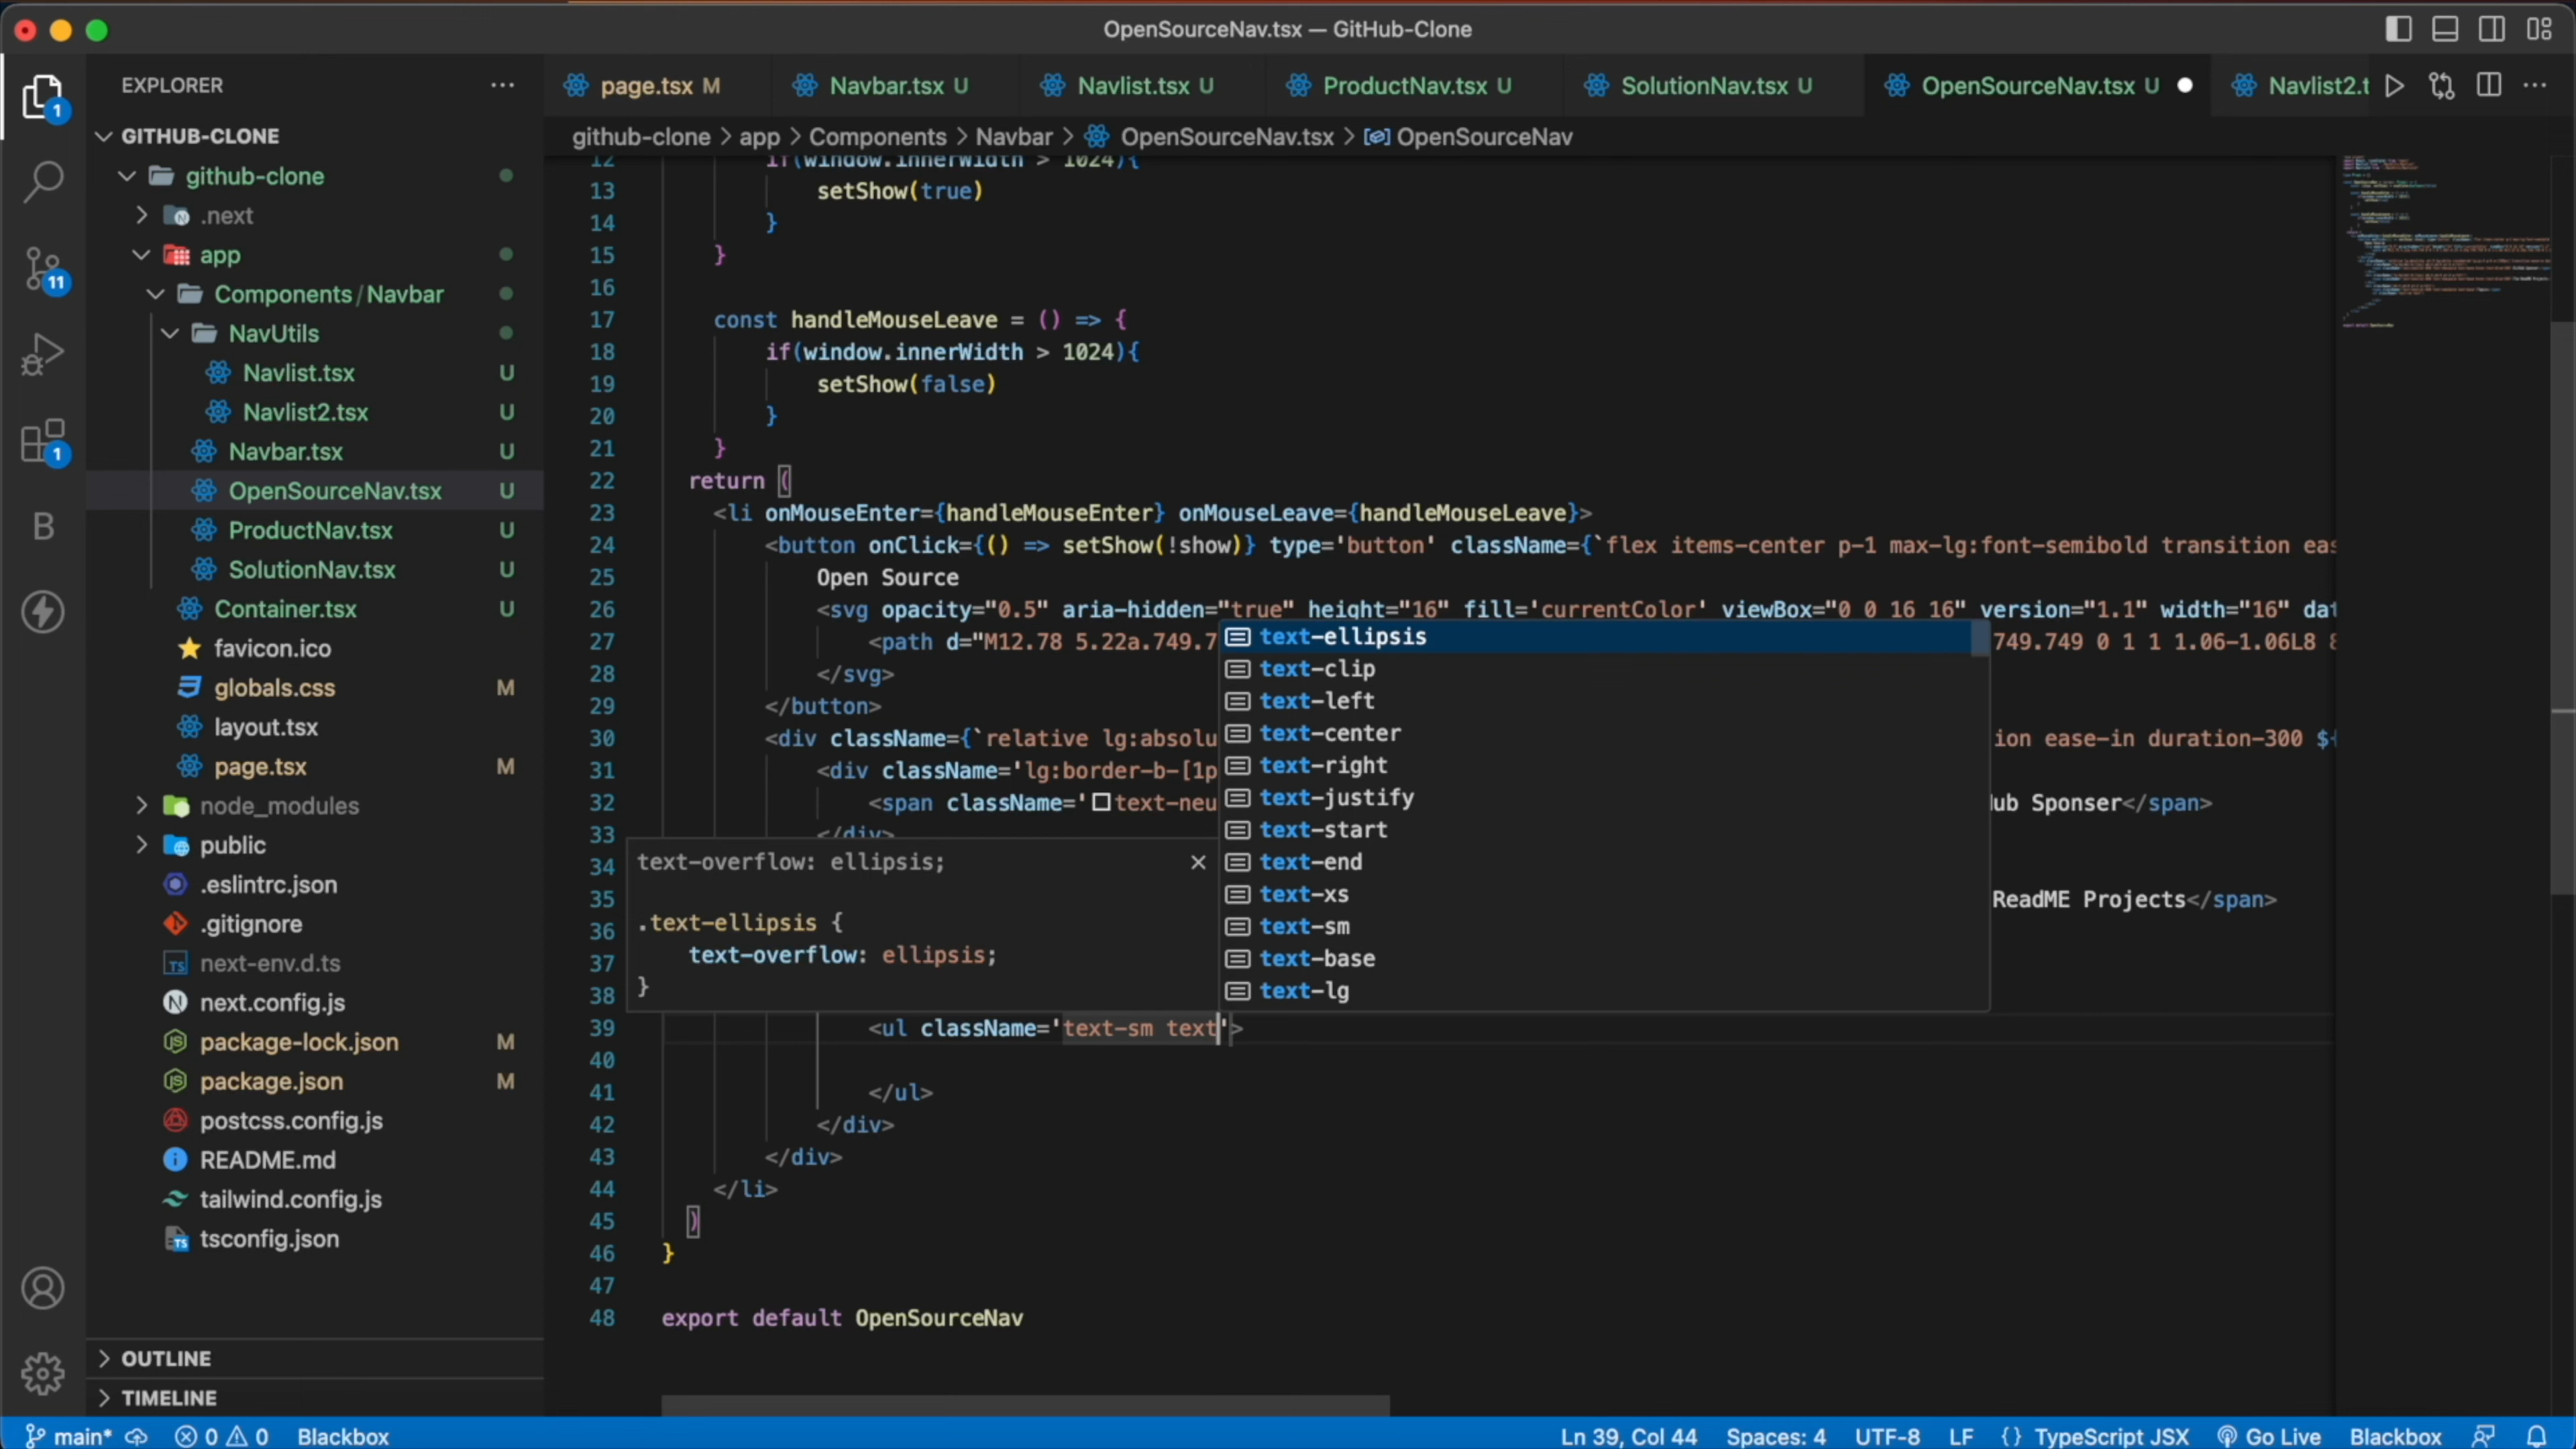 OpenSourceNav.tsx — GitHub-Clone
EXPLORER
page.tsx M
Navbar.tsx U
Navlist.tsx U
ProductNav.tsx U
SolutionNav.tsx U
OpenSourceNav.tsx U
Navlist2.t
github-clone > app > Components > Navbar > OpenSourceNav.tsx > OpenSourceNav
1
11
1
B
GITHUB-CLONE
github-clone
.next
app
Components/Navbar
NavUtils
Navlist.tsx U
Navlist2.tsx U
Navbar.tsx U
OpenSourceNav.tsx U
ProductNav.tsx U
SolutionNav.tsx U
Container.tsx U
favicon.ico
globals.css M
layout.tsx
page.tsx M
node_modules
public
.eslintrc.json
.gitignore
next-env.d.ts
next.config.js
package-lock.json M
package.json M
postcss.config.js
README.md
tailwind.config.js
tsconfig.json
OUTLINE
TIMELINE
12 if(window.innerWidth > 1024){
13 setShow(true)
14 }
15 }
16
17 const handleMouseLeave = () => {
18 if(window.innerWidth > 1024){
19 setShow(false)
20 }
21 }
22 return (
23 <li onMouseEnter={handleMouseEnter} onMouseLeave={handleMouseLeave}>
24 <button onClick={() => setShow(!show)} type='button' className={`flex items-center p-1 max-lg:font-semibold transition eas
25 Open Source
26 <svg opacity="0.5" aria-hidden="true" height="16" fill='currentColor' viewBox="0 0 16 16" version="1.1" width="16" dat
27 <path d="M12.78 5.22a.749.7 749.749 0 1 1 1.06-1.06L8 8
28 </svg>
29 </button>
30 <div className={`relative lg:absolu ion ease-in duration-300 ${
31 <div className='lg:border-b-[1p
32 <span className='text-neu ub Sponser</span>
33 </div>
34
35 ReadME Projects</span>
36
37
38
39 <ul className='text-sm text'>
40
41 </ul>
42 </div>
43 </div>
44 </li>
45 )
46 }
47
48 export default OpenSourceNav
text-ellipsis
text-clip
text-left
text-center
text-right
text-justify
text-start
text-end
text-xs
text-sm
text-base
text-lg
text-overflow: ellipsis;
.text-ellipsis {
text-overflow: ellipsis;
}
main* 0 0 Blackbox
Ln 39, Col 44 Spaces: 4 UTF-8 LF {} TypeScript JSX Go Live Blackbox